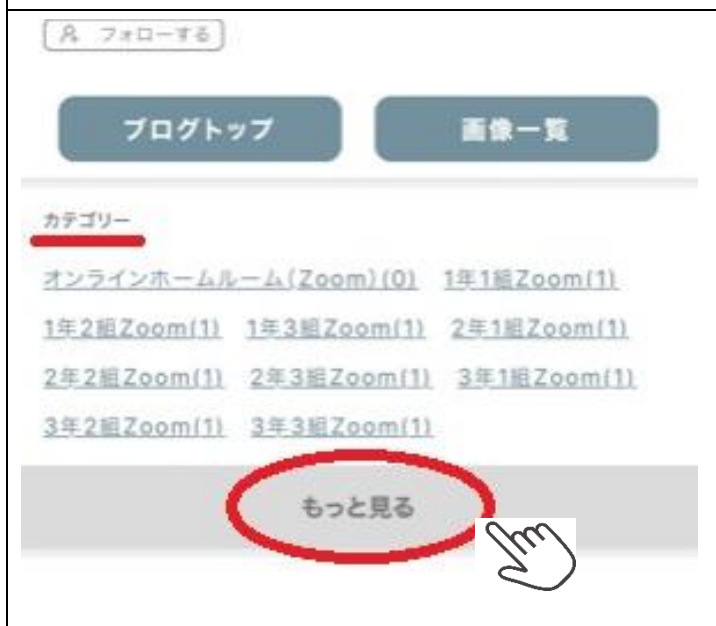 フォローする
ブログトップ 画像一覧
カテゴリー
オンラインホームルーム(Zoom)(0) 1年1組Zoom(1)
1年2組Zoom(1) 1年3組Zoom(1) 2年1組Zoom(1)
2年2組Zoom(1) 2年3組Zoom(1) 3年1組Zoom(1)
3年2組Zoom(1) 3年3組Zoom(1)
もっと見る